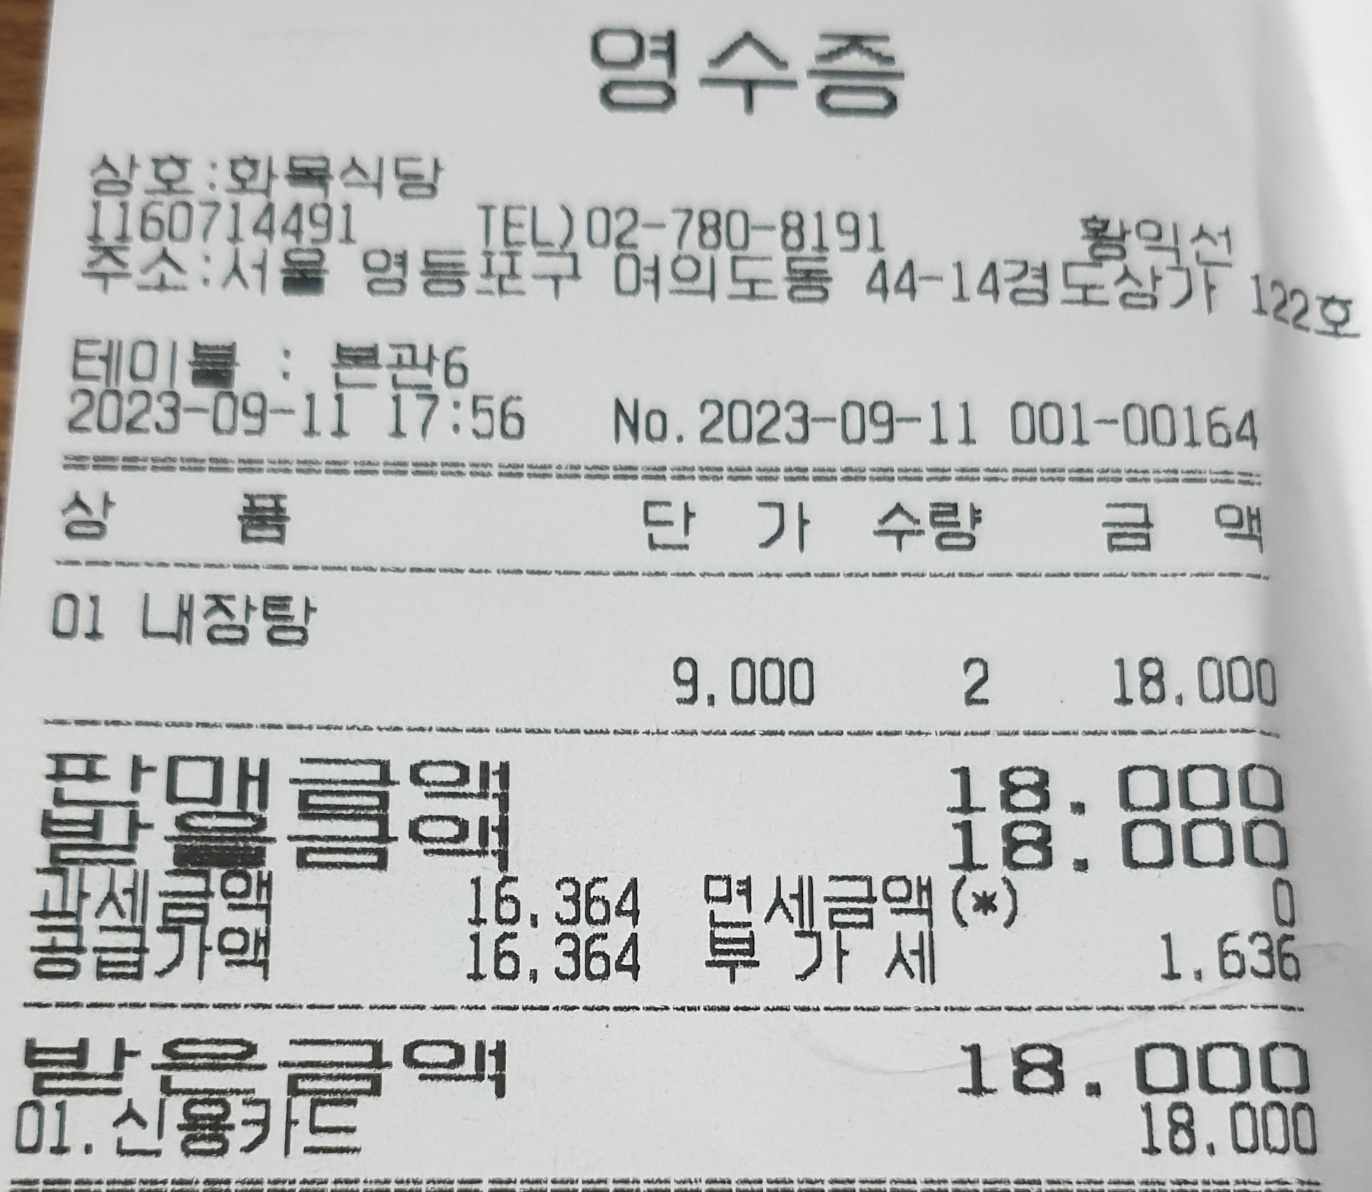 영수증
상호:화목식당
1160714491 TEL)02-780-8191 황익선
주소:서울 영등포구 여의도동 44-14경도상가 122호
테이블 : 본관6
2023-09-11 17:56 No.2023-09-11 001-00164
상 품 단 가 수량 금 액
01 내장탕
9,000 2 18,000
판매금액 18,000
받을금액 18,000
과세금액 16,364 면세금액(*) 0
공급가액 16,364 부 가 세 1,636
받은금액 18,000
01.신용카드 18,000